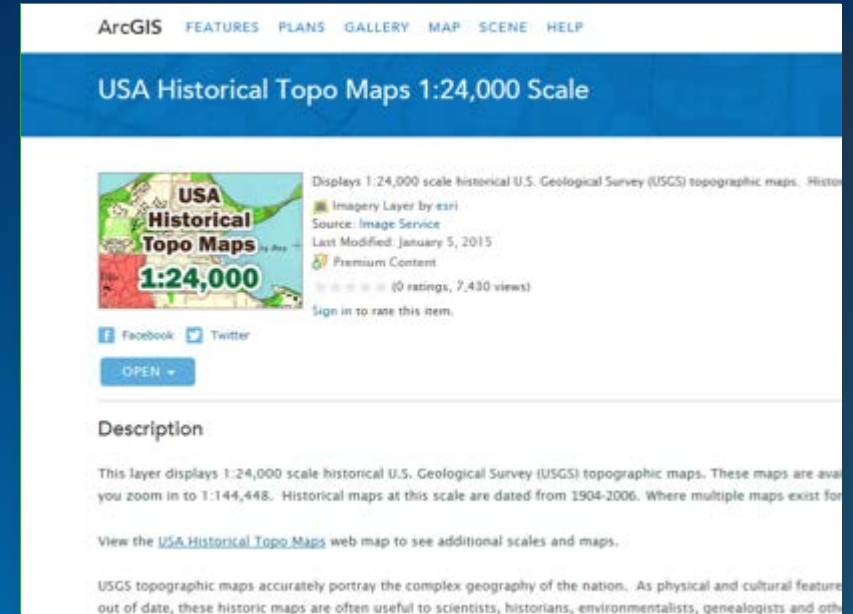 ArcGIS FEATURES PLANS GALLERY MAP SCENE HELP
USA Historical Topo Maps 1:24,000 Scale
USA
Historical
Topo Maps
1:24,000
Displays 1:24,000 scale historical U.S. Geological Survey (USGS) topographic maps. Histor
Imagery Layer by esri
Source: Image Service
Last Modified: January 5, 2015
Premium Content
(0 ratings, 7,430 views)
Sign in to rate this item.
Facebook Twitter
OPEN
Description
This layer displays 1:24,000 scale historical U.S. Geological Survey (USGS) topographic maps. These maps are avai
you zoom in to 1:144,448. Historical maps at this scale are dated from 1904-2006. Where multiple maps exist for
View the USA Historical Topo Maps web map to see additional scales and maps.
USGS topographic maps accurately portray the complex geography of the nation. As physical and cultural feature
out of date, these historic maps are often useful to scientists, historians, environmentalists, genealogists and othe